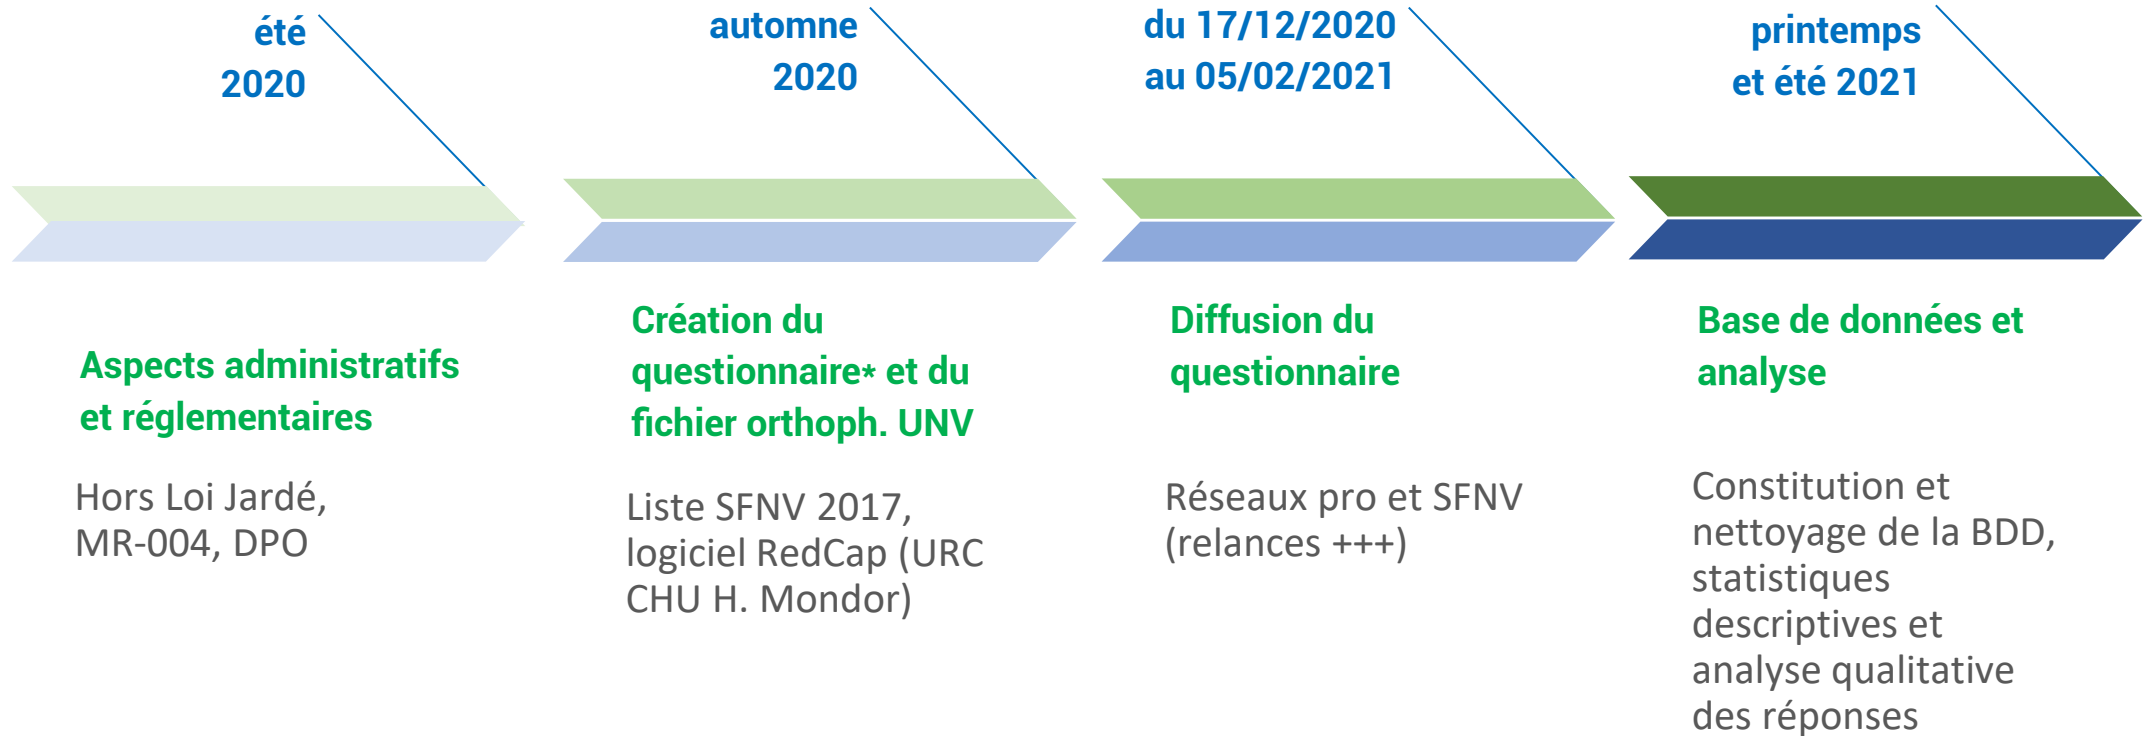 été
2020
automne
2020
du 17/12/2020
au 05/02/2021
printemps
et été 2021
Aspects administratifs
et réglementaires
Hors Loi Jardé,
MR-004, DPO
Création du
questionnaire* et du
fichier orthoph. UNV
Liste SFNV 2017,
logiciel RedCap (URC
CHU H. Mondor)
Diffusion du
questionnaire
Réseaux pro et SFNV
(relances +++)
Base de données et
analyse
Constitution et
nettoyage de la BDD,
statistiques
descriptives et
analyse qualitative
des réponses